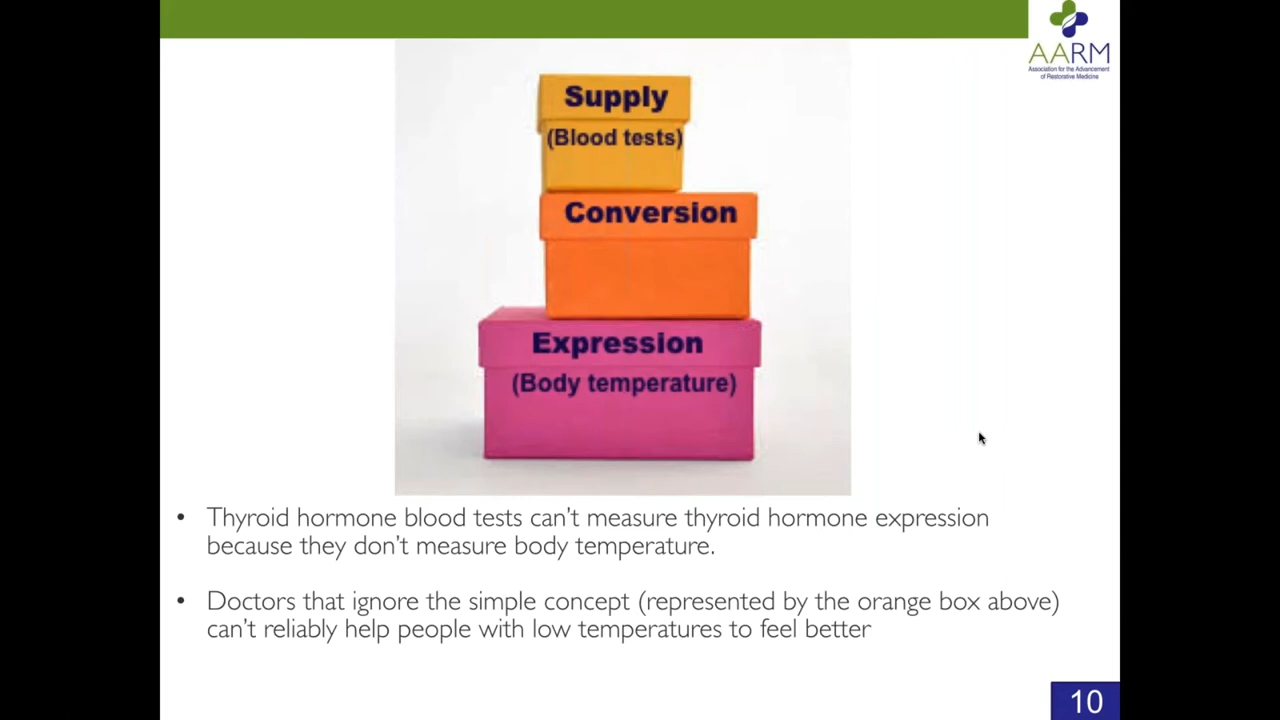 AARM
Association for the Advancement
of Restorative Medicine
Supply
(Blood tests)
Conversion
Expression
(Body temperature)
• Thyroid hormone blood tests can’t measure thyroid hormone expression
because they don’t measure body temperature.
• Doctors that ignore the simple concept (represented by the orange box above)
can’t reliably help people with low temperatures to feel better
10